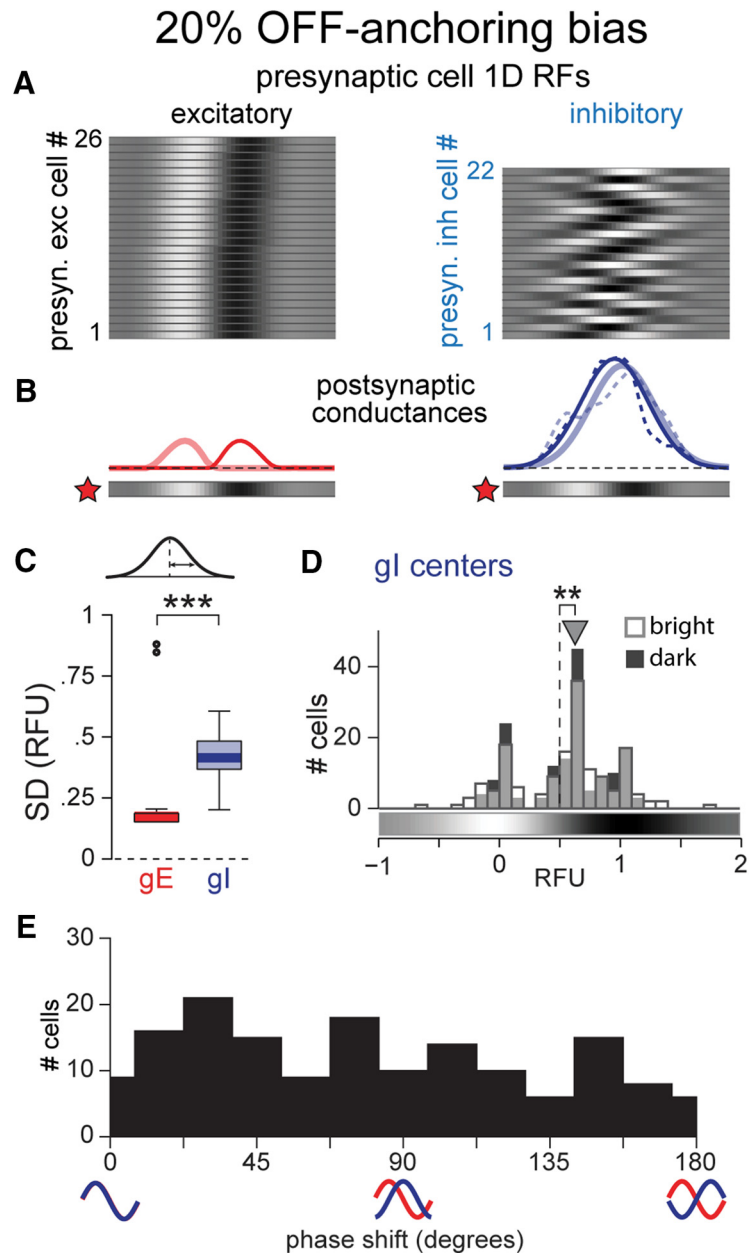 20% OFF-anchoring bias
presynaptic cell 1D RFs
A
excitatory
inhibitory
presyn. exc cell #
26
1
presyn. inh cell #
22
1
B
postsynaptic
conductances
C
***
SD (RFU)
1
.75
.5
.25
0
gE
gI
D
gI centers
**
bright
dark
# cells
40
20
0
−1
0
1
2
RFU
E
# cells
30
20
10
0
0
45
90
135
180
phase shift (degrees)